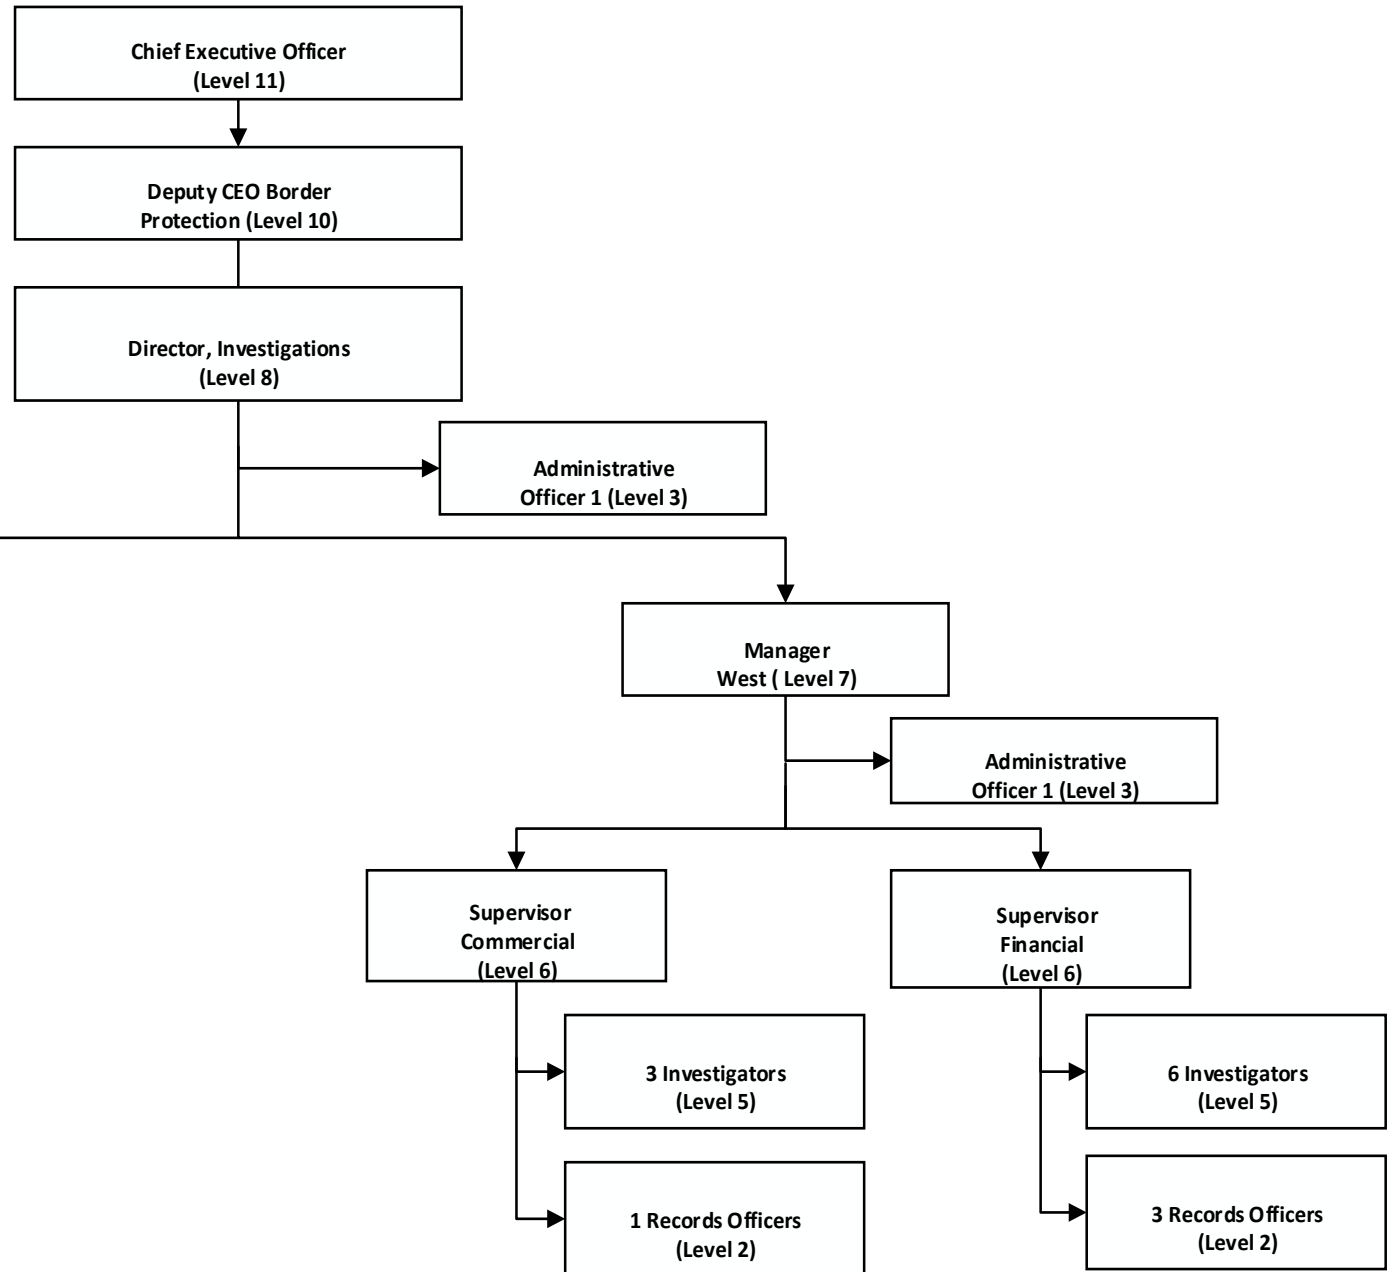 Chief Executive Officer
(Level 11)
Deputy CEO Border
Protection (Level 10)
Director, Investigations
(Level 8)
Administrative
Officer 1 (Level 3)
Manager
West ( Level 7)
Administrative
Officer 1 (Level 3)
Supervisor
Commercial
(Level 6)
Supervisor
Financial
(Level 6)
3 Investigators
(Level 5)
6 Investigators
(Level 5)
1 Records Officers
(Level 2)
3 Records Officers
(Level 2)